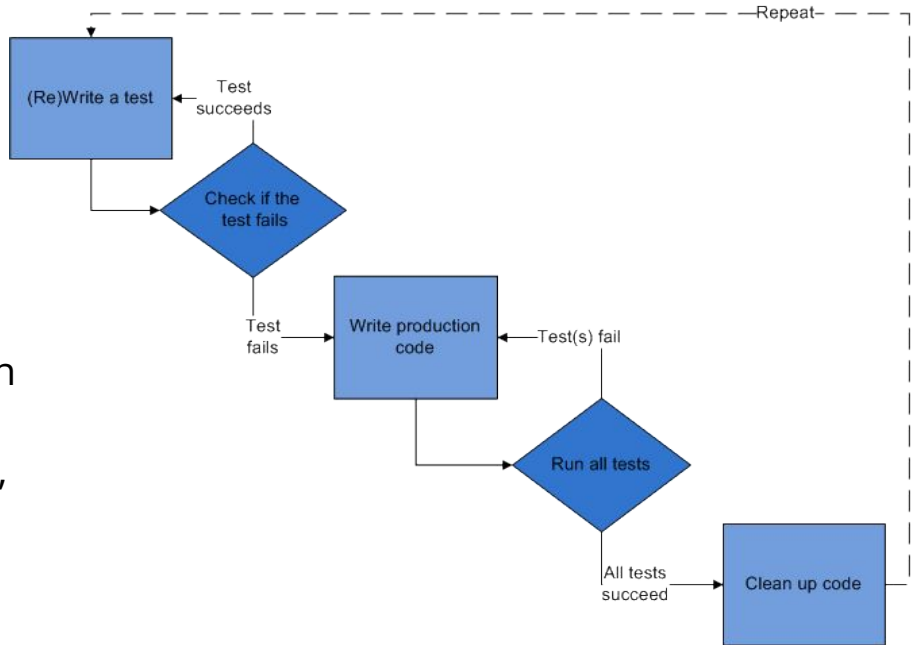 Repeat
(Re)Write a test
Test
succeeds
Check if the
test fails
Test
fails
Write production
code
Test(s) fail
n
,
Run all tests
All tests
succeed
Clean up code